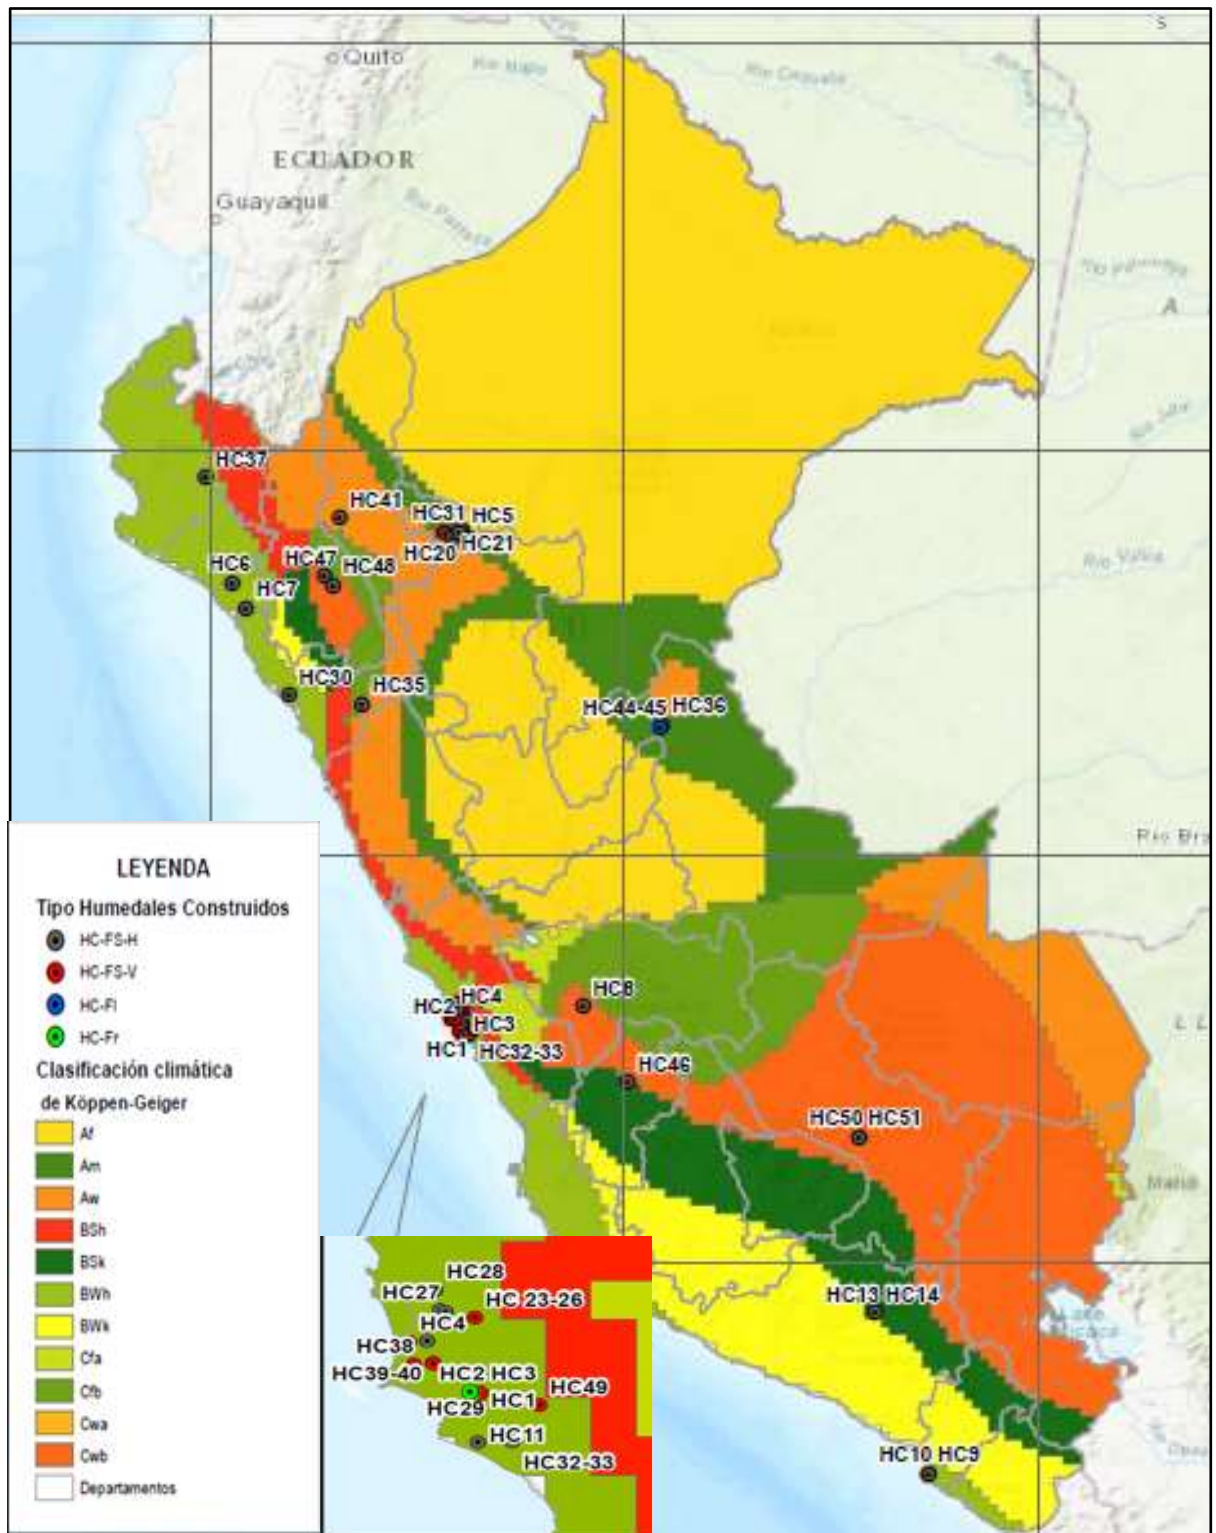 S
Quito
Rio Napo
Rio Caqueta
ECUADOR
Guayaquil
A
HC37
HC41
HC31 HC5
HC20 HC21
HC47
HC48
HC6
HC7
HC30
HC35
HC44-45 HC36
LEYENDA
Tipo Humedales Construidos
HC-FS-H
HC-FS-V
HC-Fl
HC-Fr
Clasificación climática
de Köppen-Geiger
Af
Am
Aw
BSh
BSk
BWh
BWk
Cfa
Cfb
Cwa
Cwb
Departamentos
HC8
HC4
HC2
HC3
HC1
HC32-33
HC46
HC50 HC51
HC13 HC14
HC10 HC9
HC28
HC27
HC 23-26
HC4
HC38
HC39-40
HC2 HC3
HC49
HC29
HC1
HC11
HC32-33